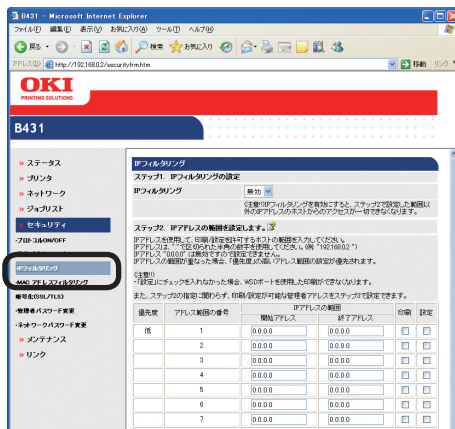 B431 - Microsoft Internet Explorer
ファイル(F) 編集(E) 表示(V) お気に入り(A) ツール(T) ヘルプ(H)
戻る 検索 お気に入り
アドレス(D) http://192.168.0.2/securityfrm.htm 移動 リンク
OKI
PRINTING SOLUTIONS
B431
» ステータス
» プリンタ
» ネットワーク
» ジョブリスト
» セキュリティ
・プロトコルON/OFF
・IPフィルタリング
・MAC アドレスフィルタリング
暗号化(SSL/TLS)
・管理者パスワード変更
・ネットワークパスワード変更
» メンテナンス
» リンク
IPフィルタリング
ステップ1. IPフィルタリングの設定
IPフィルタリング 無効
(注意!)IPフィルタリングを有効にすると、ステップ2で設定した範囲以外のIPアドレスのホストからのアクセスが一切できなくなります。
ステップ2. IPアドレスの範囲を設定します。
IPアドレスを使用して、印刷/設定を許可するホストの範囲を入力してください。
IPアドレスは、"."で区切られた半角の数字を使用してください。(例 "192.168.0.2 ")
IPアドレス "0.0.0.0" は無効ですので設定できません。
IPアドレスの範囲が重なった場合、「優先度」の高いアドレス範囲の設定が優先されます。
(注意!)
・「設定」にチェックを入れなかった場合、WSDポートを使用した印刷ができなくなります。
また、ステップ2の指定に関わらず、印刷/設定が可能な管理者アドレスをステップ3で設定できます。
優先度 アドレス範囲の番号 IPアドレスの範囲 印刷 設定
開始アドレス 終了アドレス
低 1 0.0.0.0 0.0.0.0
2 0.0.0.0 0.0.0.0
3 0.0.0.0 0.0.0.0
4 0.0.0.0 0.0.0.0
5 0.0.0.0 0.0.0.0
6 0.0.0.0 0.0.0.0
7 0.0.0.0 0.0.0.0